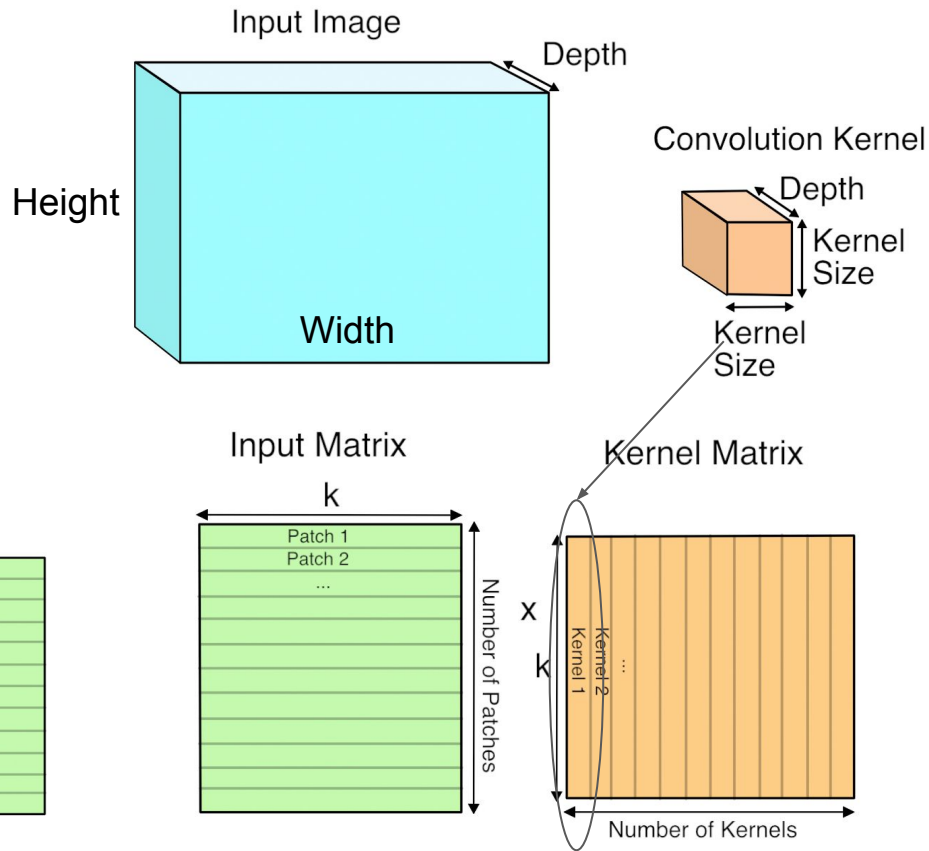 Input Image
Depth
Height
Width
Convolution Kernel
Depth
Kernel
Size
Kernel
Size
Input Matrix
k
Patch 1
Patch 2
...
Number of Patches
Kernel Matrix
x
k
Kernel 1
Kernel 2
...
Number of Kernels